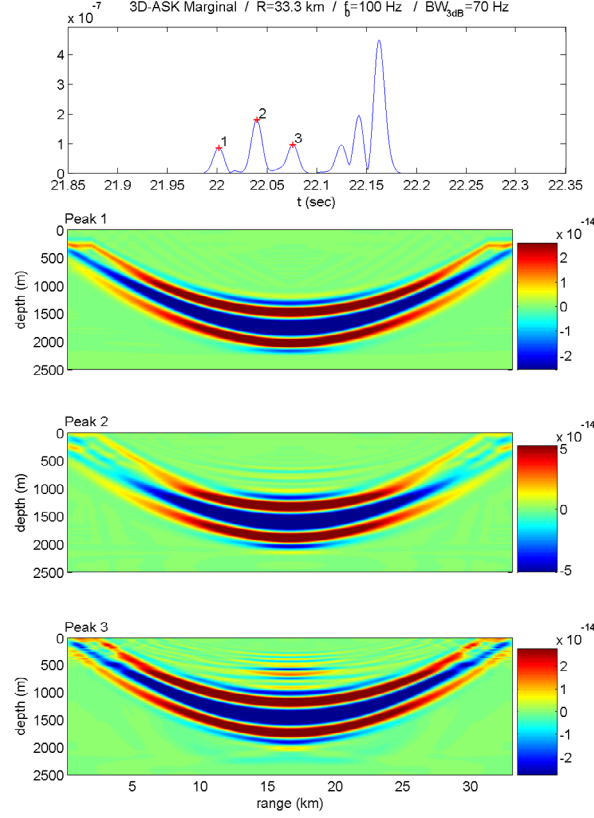 3D-ASK Marginal / R=33.3 km / f0=100 Hz / BW3dB=70 Hz
x 10-7
4
3
2
1
0
1
2
3
21.85 21.9 21.95 22 22.05 22.1 22.15 22.2 22.25 22.3 22.35
t (sec)
Peak 1
x 10-14
0
500
1000
1500
2000
2500
depth (m)
2
1
0
-1
-2
Peak 2
x 10-14
0
500
1000
1500
2000
2500
depth (m)
5
0
-5
Peak 3
x 10-14
0
500
1000
1500
2000
2500
depth (m)
2
1
0
-1
-2
5 10 15 20 25 30
range (km)